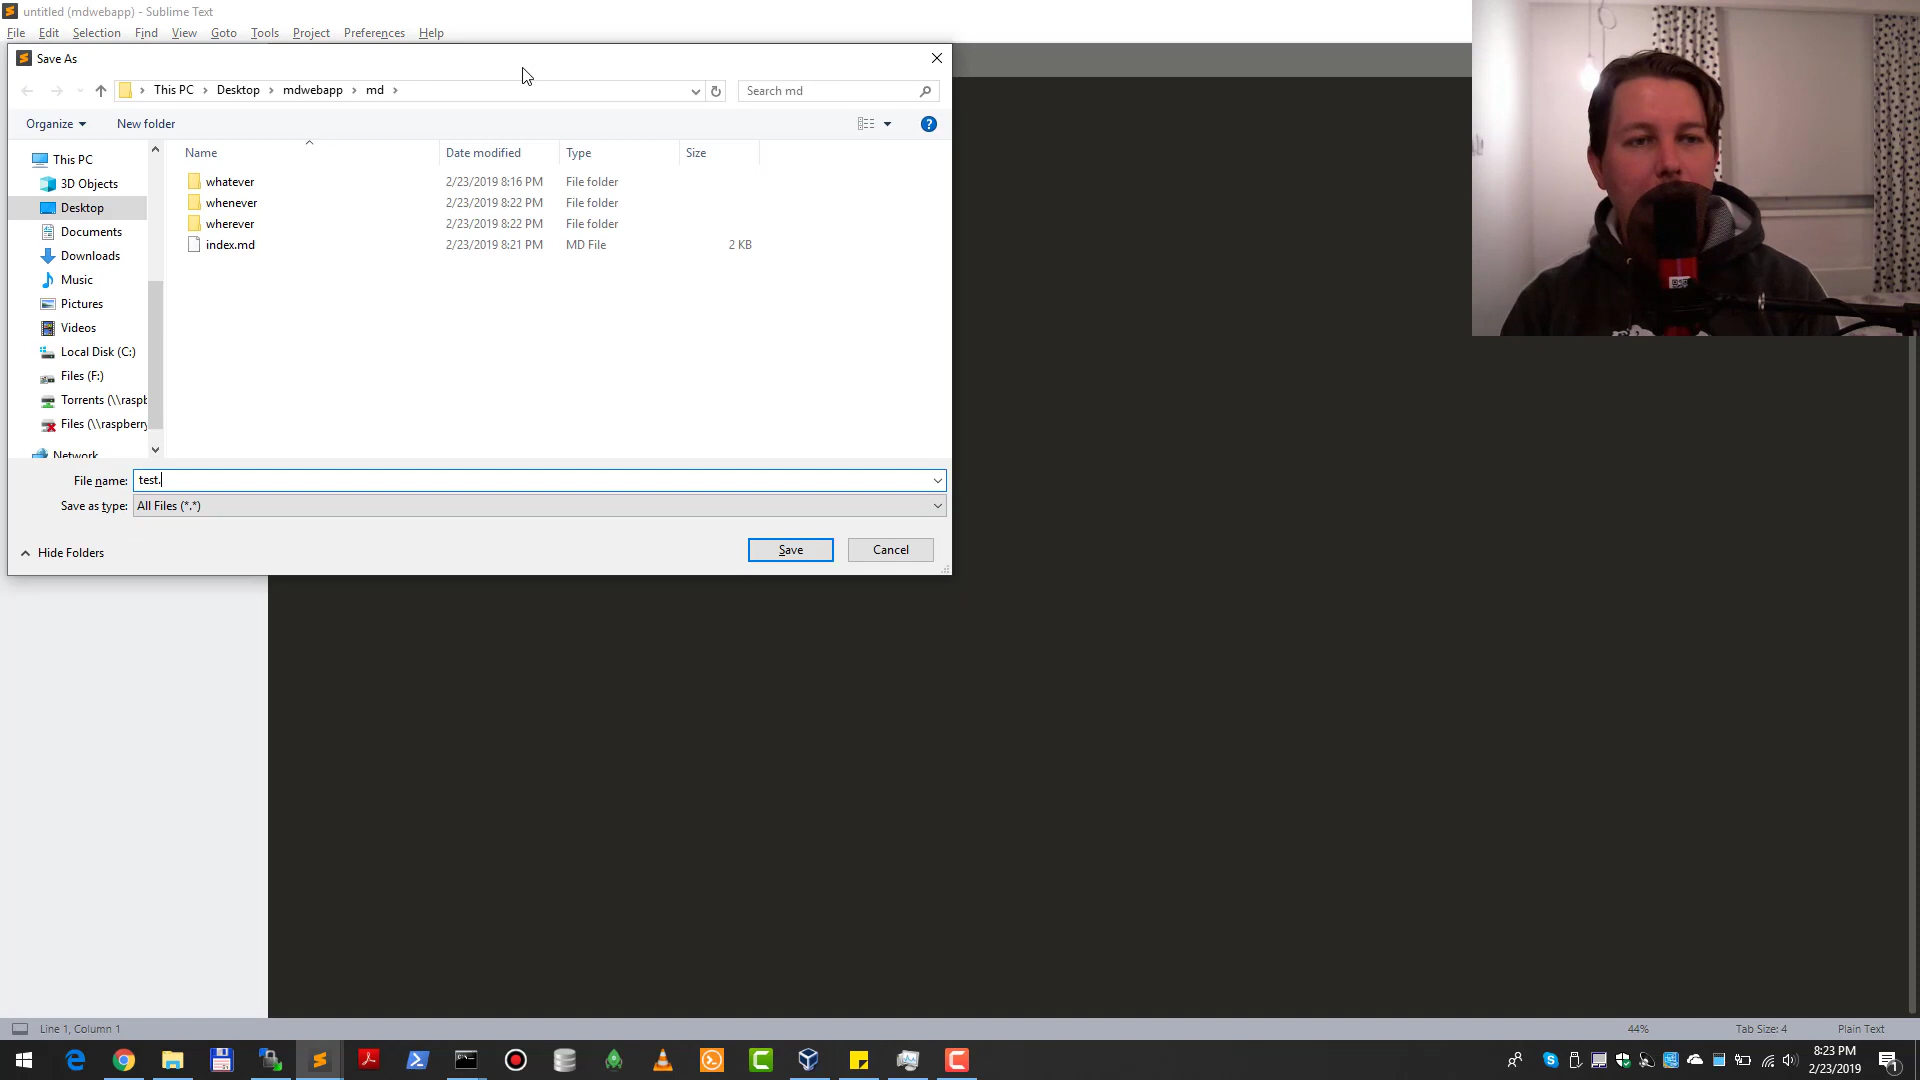 untitled (mdwebapp) - Sublime Text
File Edit Selection Find View Goto Tools Project Preferences Help
Save As
This PC Desktop mdwebapp md
Search md
Organize New folder
Name Date modified Type Size
This PC
3D Objects
Desktop
Documents
Downloads
Music
Pictures
Videos
Local Disk (C:)
Files (F:)
Torrents (\\raspb
Files (\\raspberry
Network
whatever 2/23/2019 8:16 PM File folder
whenever 2/23/2019 8:22 PM File folder
wherever 2/23/2019 8:22 PM File folder
index.md 2/23/2019 8:21 PM MD File 2 KB
File name: test.
Save as type: All Files (*.*)
Hide Folders
Save Cancel
Line 1, Column 1
44% Tab Size: 4 Plain Text
8:23 PM
2/23/2019
1